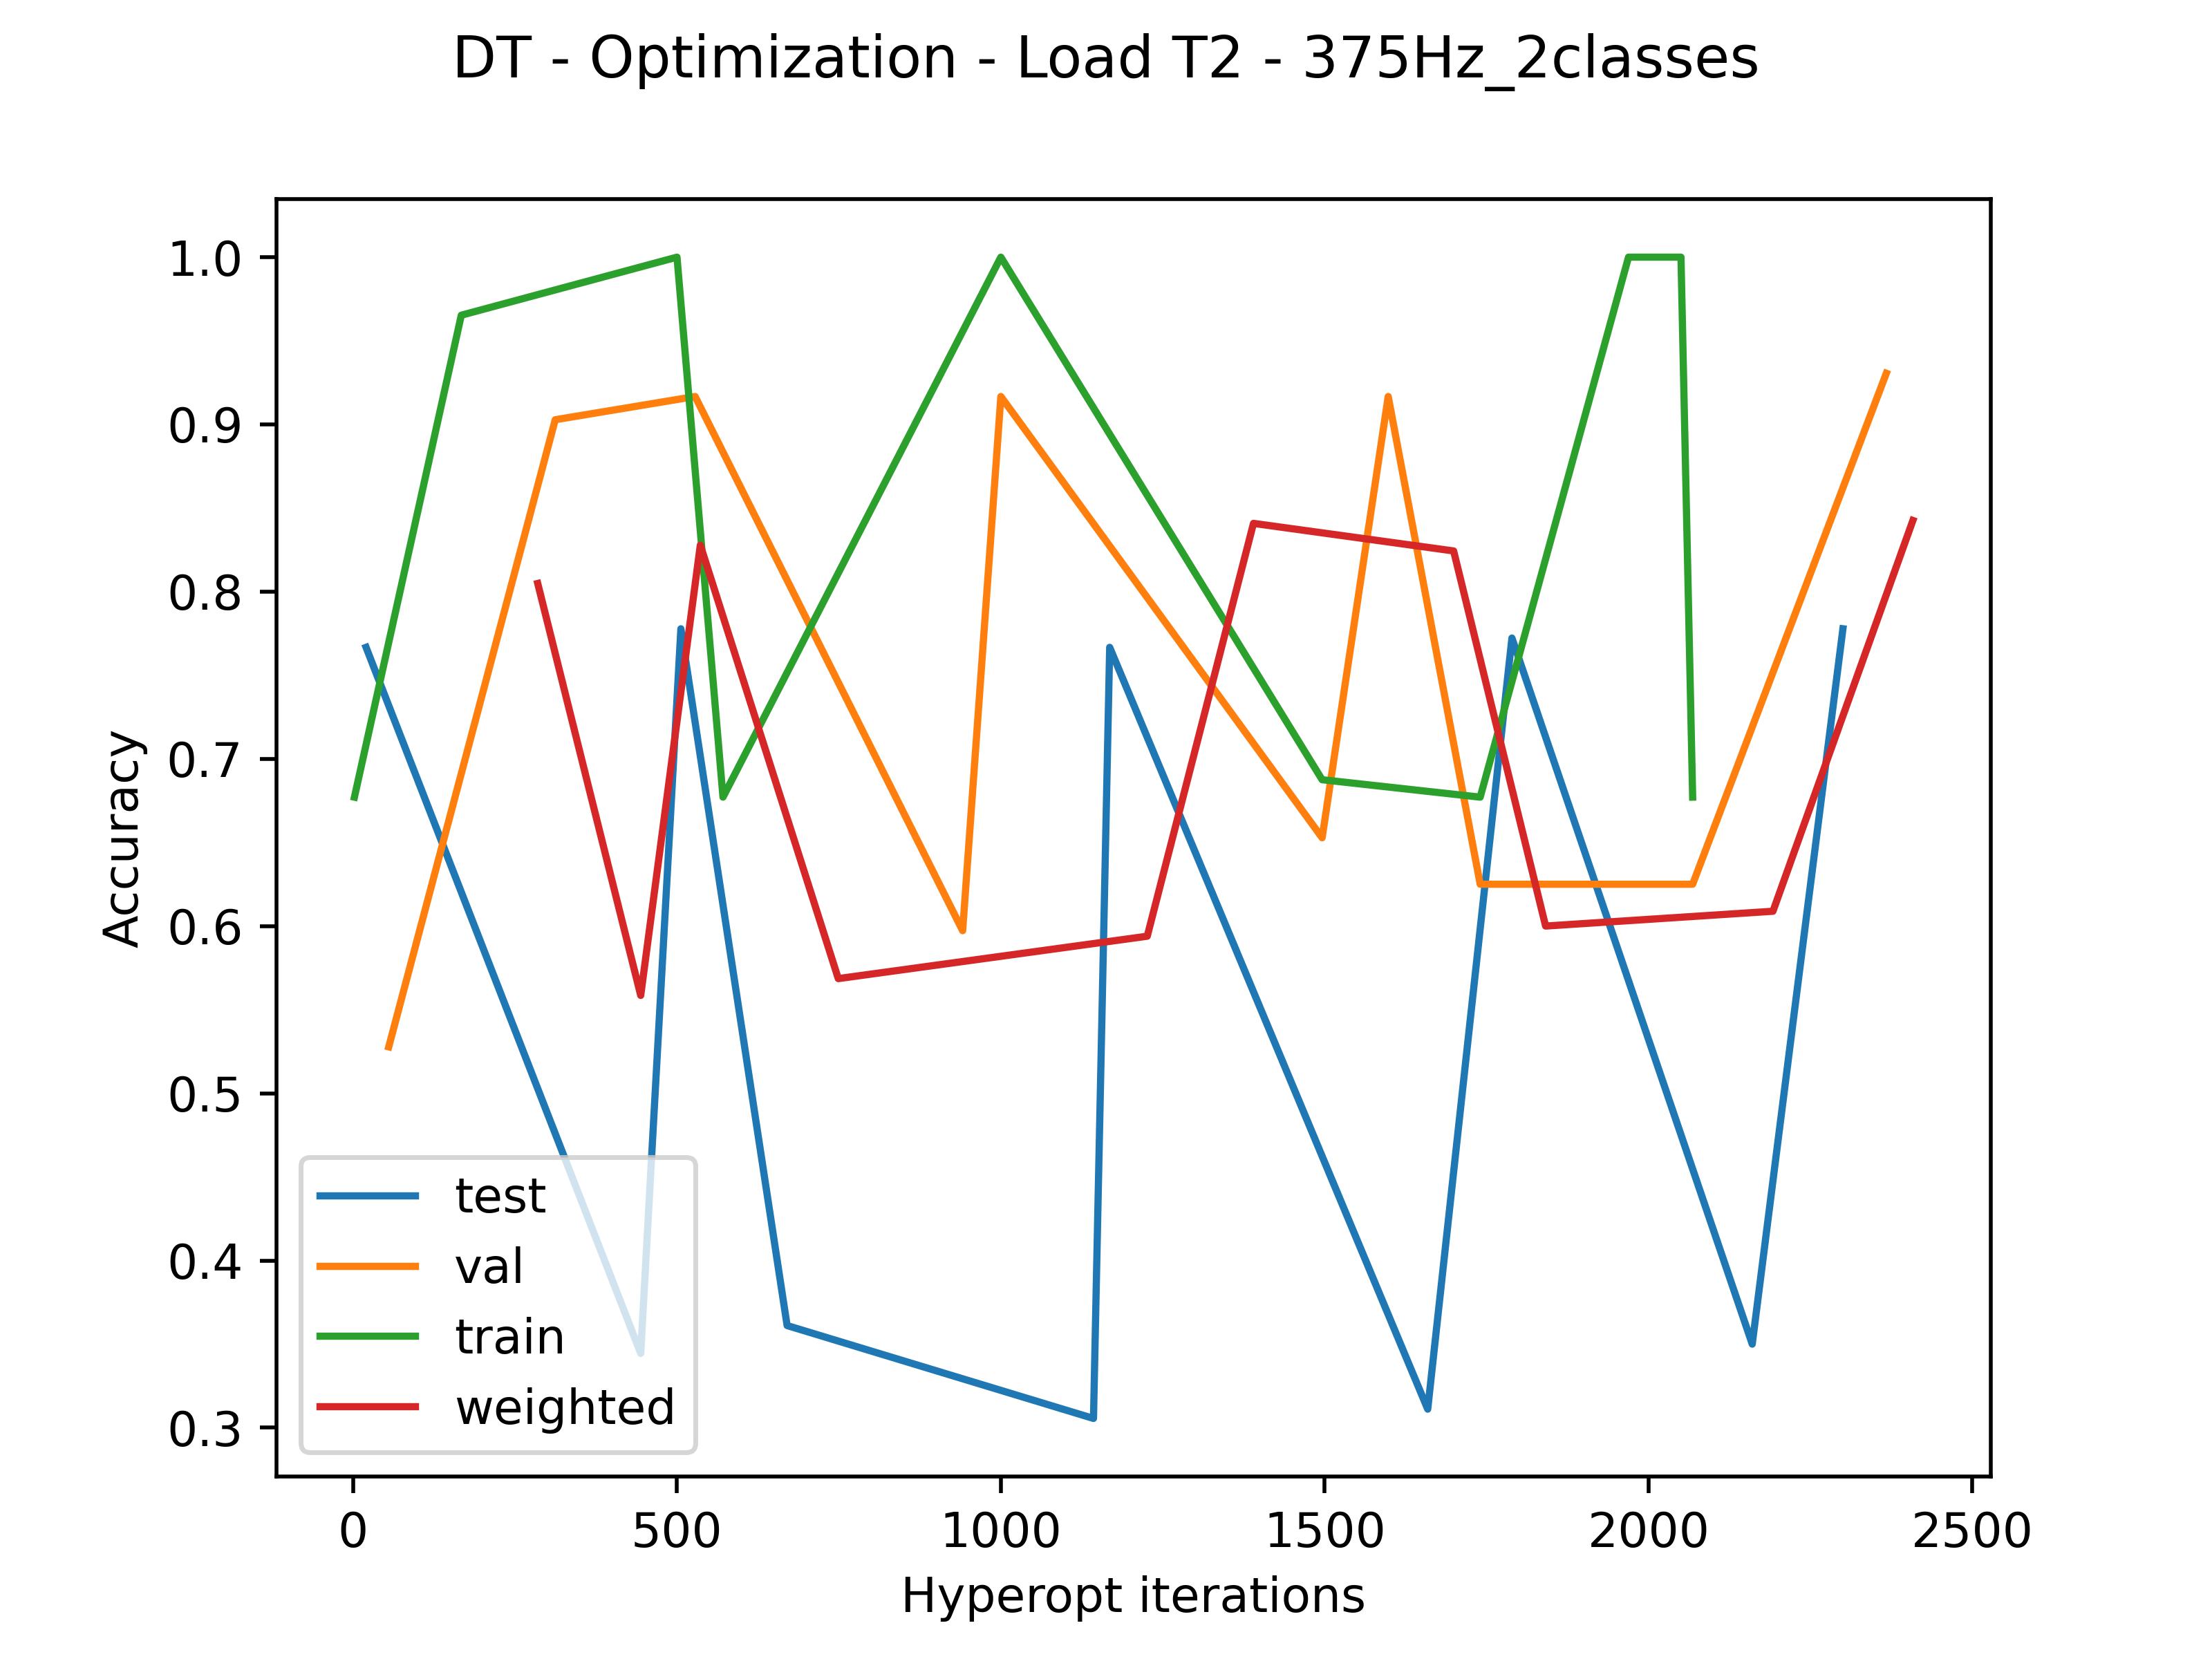 DT - Optimization - Load T2 - 375Hz_2classes
1.0
0.9
0.8
0.7
0.6
0.5
0.4
0.3
Accuracy
test
val
train
weighted
0 500 1000 1500 2000 2500
Hyperopt iterations